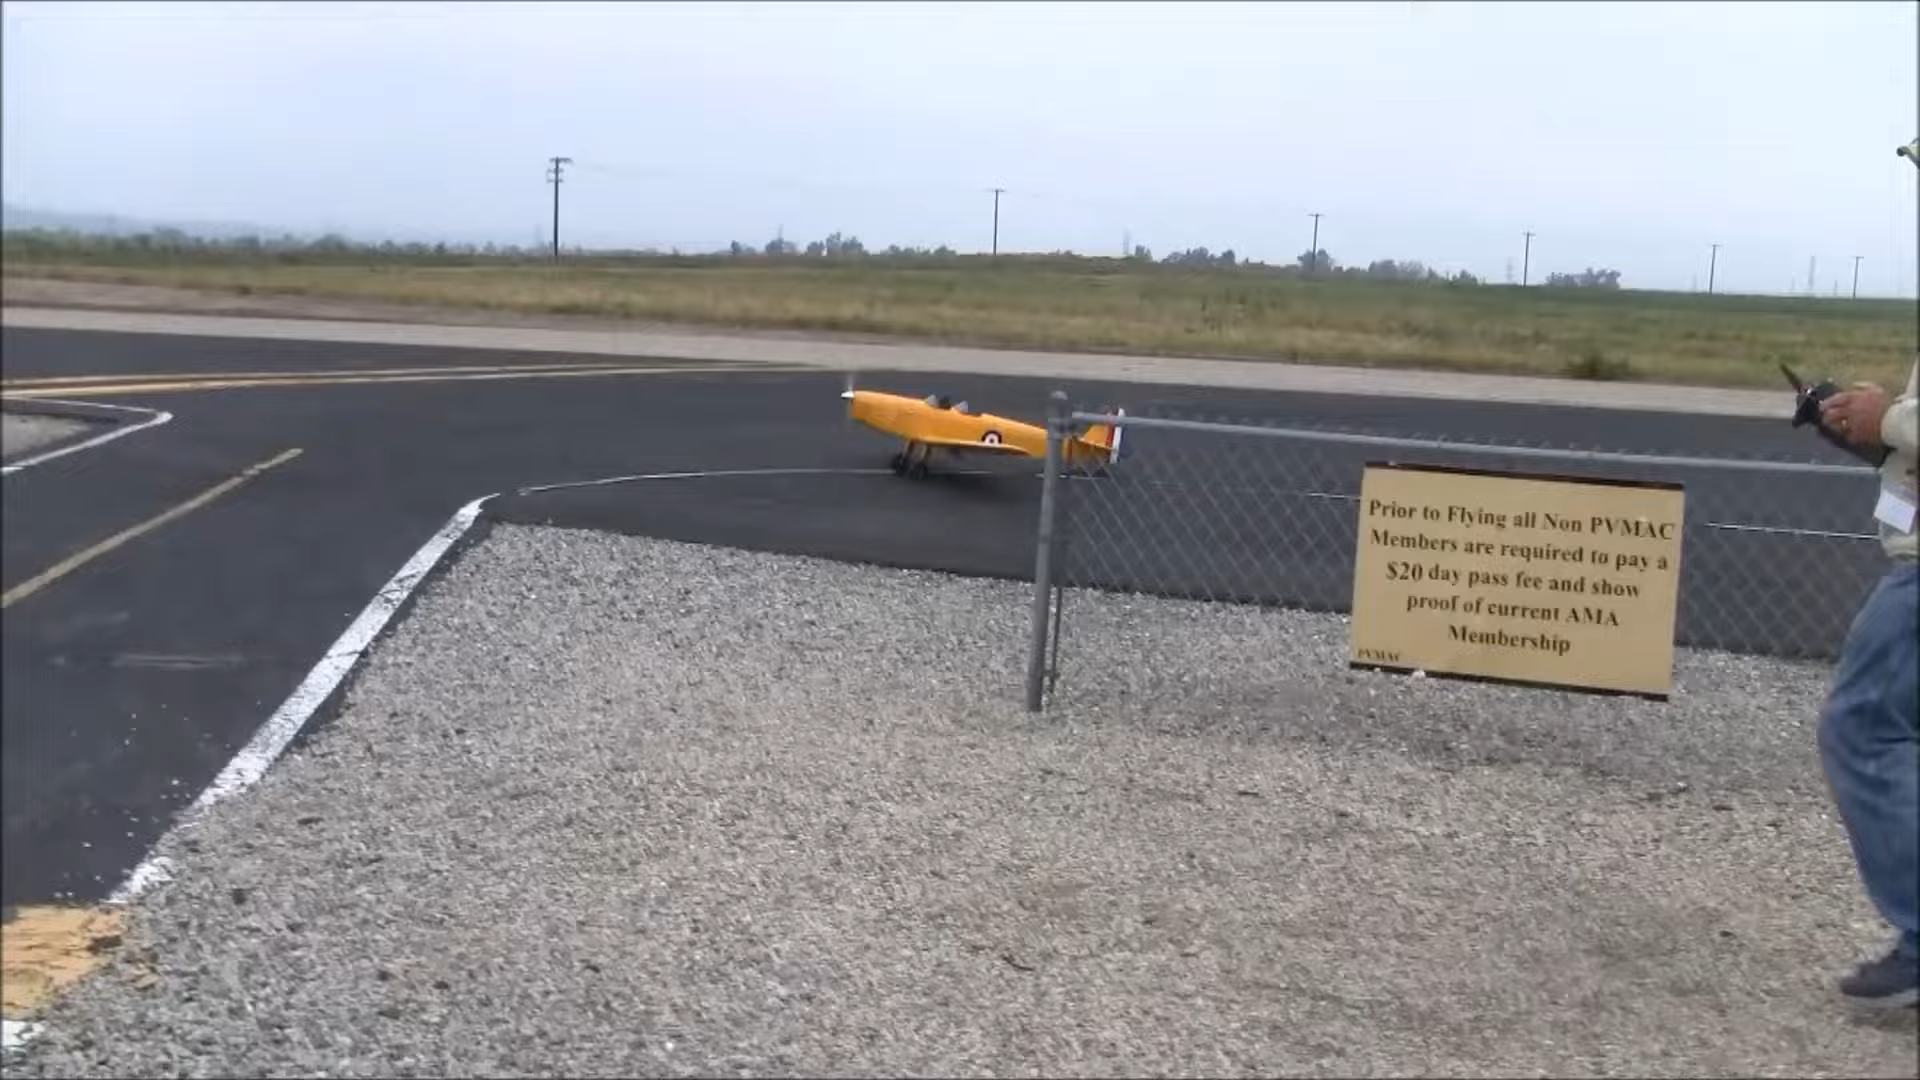 Prior to Flying all Non PVMAC
Members are required to pay a
$20 day pass fee and show
proof of current AMA
Membership
PVMAC